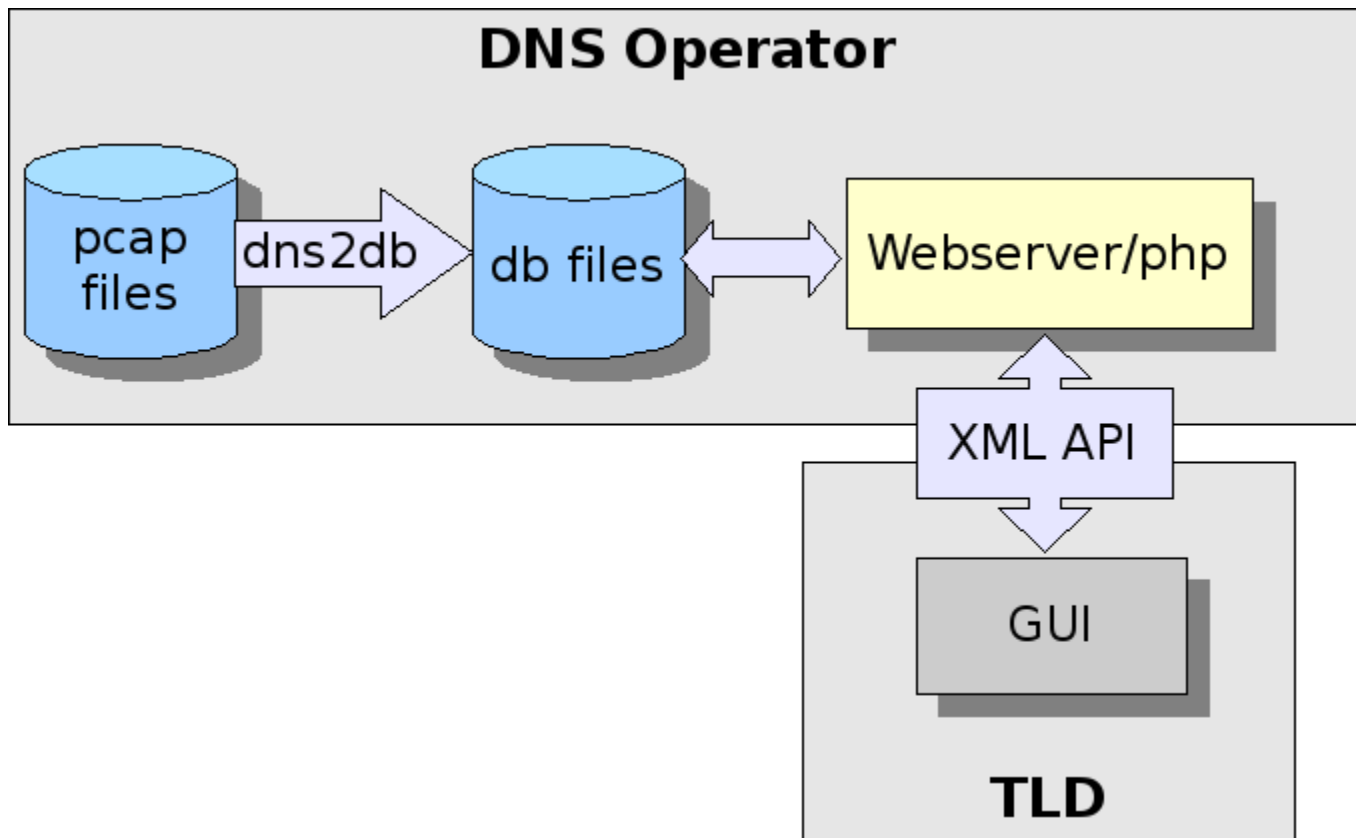 DNS Operator
pcap
files
dns2db
db files
Webserver/php
XML API
GUI
TLD